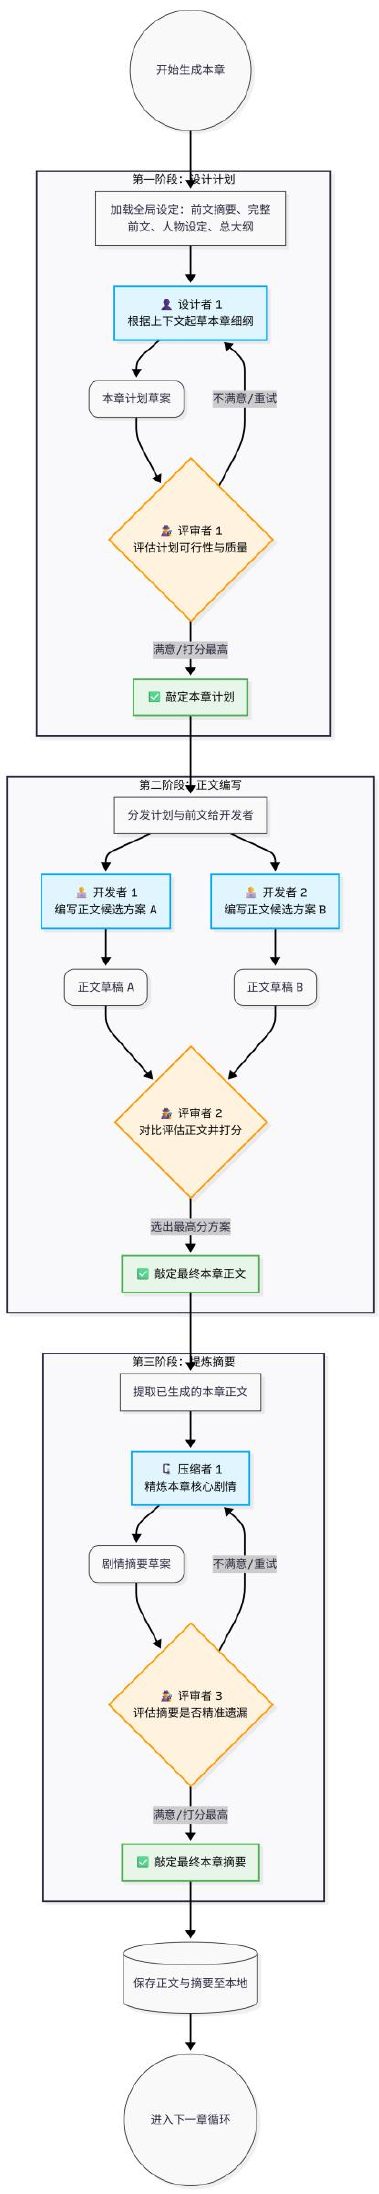 开始生成本章
第一阶段：设计计划
加载全局设定：前文摘要、完整
前文、人物设定、总大纲
设计者 1
根据上下文起草本章细纲
本章计划草案
不满意/重试
评审者 1
评估计划可行性与质量
满意/打分最高
敲定本章计划
第二阶段：正文编写
分发计划与前文给开发者
开发者 1
编写正文候选方案 A
开发者 2
编写正文候选方案 B
正文草稿 A
正文草稿 B
评审者 2
对比评估正文并打分
选出最高分方案
敲定最终本章正文
第三阶段：提炼摘要
提取已生成的本章正文
压缩者 1
精炼本章核心剧情
剧情摘要草案
不满意/重试
评审者 3
评估摘要是否精准遗漏
满意/打分最高
敲定最终本章摘要
保存正文与摘要至本地
进入下一章循环